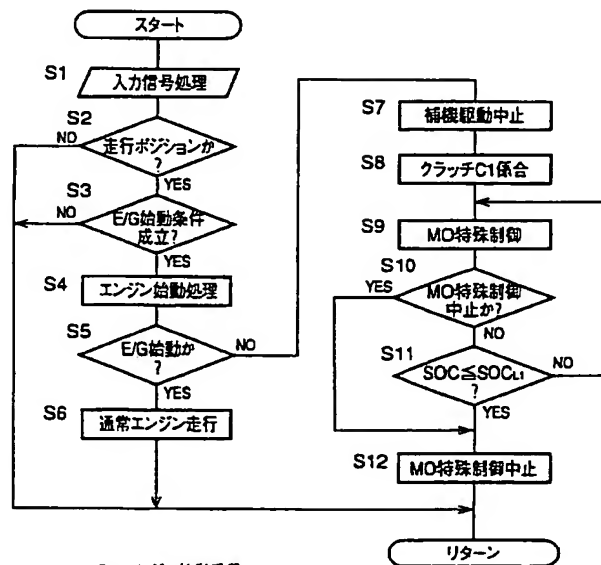 スタート
S1
入力信号処理
S2
走行ポジションか
?
NO
YES
S3
E/G始動条件
成立?
NO
YES
S4
エンジン始動処理
S5
E/G始動か
?
NO
YES
S6
通常エンジン走行
S7
補機駆動中止
S8
クラッチC1係合
S9
MO特殊制御
S10
MO特殊制御
中止か?
YES
NO
S11
SOC≦SOCL1
?
NO
YES
S12
MO特殊制御中止
リターン